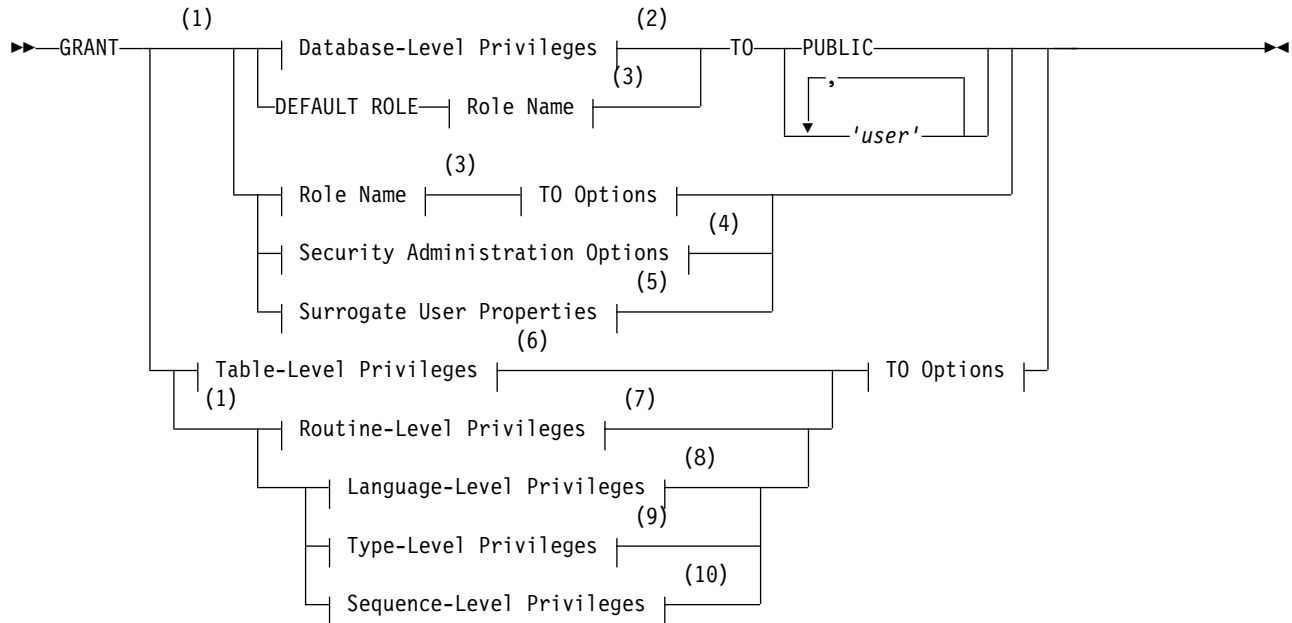 (1) (2)
GRANT Database-Level Privileges TO PUBLIC
(3) ,
DEFAULT ROLE Role Name
'user'
(3)
Role Name TO Options
(4)
Security Administration Options
(5)
Surrogate User Properties
(6)
Table-Level Privileges TO Options
(1) (7)
Routine-Level Privileges
(8)
Language-Level Privileges
(9)
Type-Level Privileges
(10)
Sequence-Level Privileges